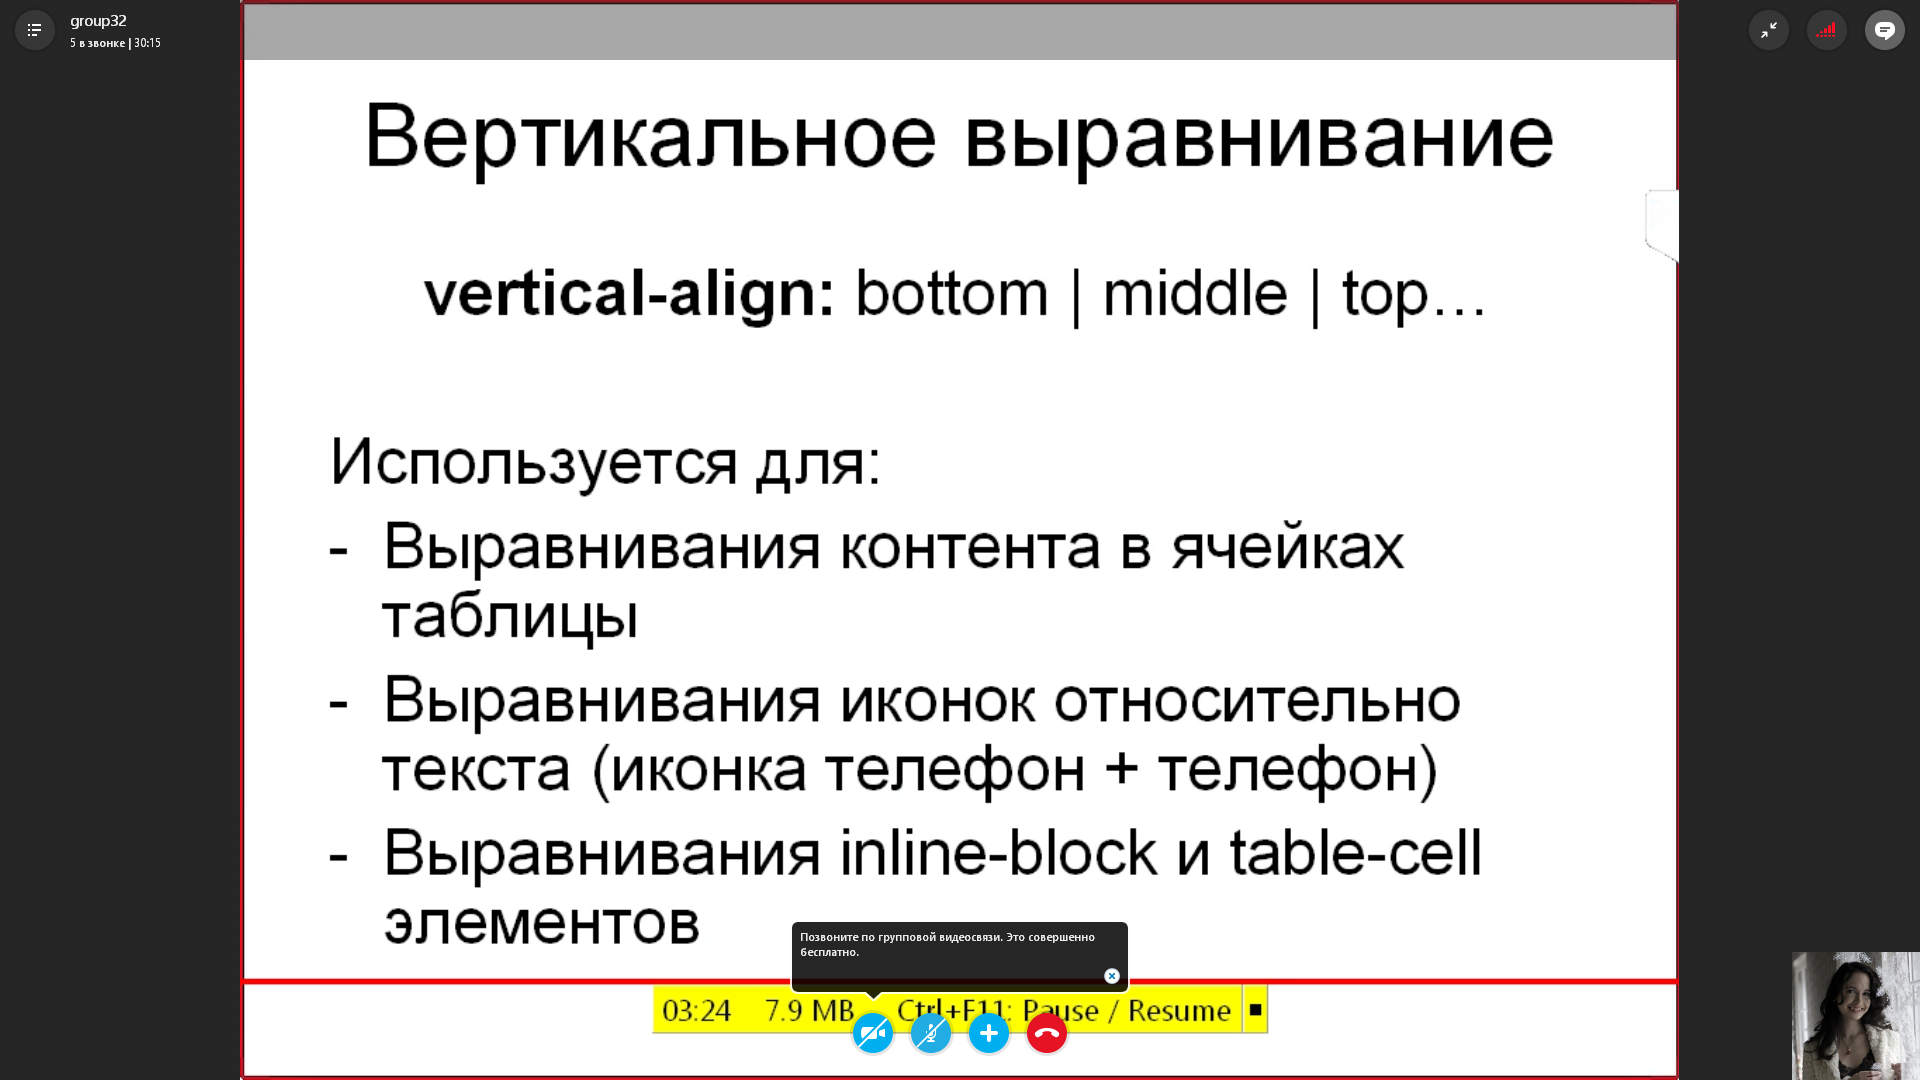 group32
5 в звонке | 30:15
Вертикальное выравнивание
vertical-align: bottom | middle | top...
Используется для:
- Выравнивания контента в ячейках
таблицы
- Выравнивания иконок относительно
текста (иконка телефон + телефон)
- Выравнивания inline-block и table-cell
элементов
Позвоните по групповой видеосвязи. Это совершенно
бесплатно.
03:24 7.9 MB Ctrl+F11: Pause / Resume